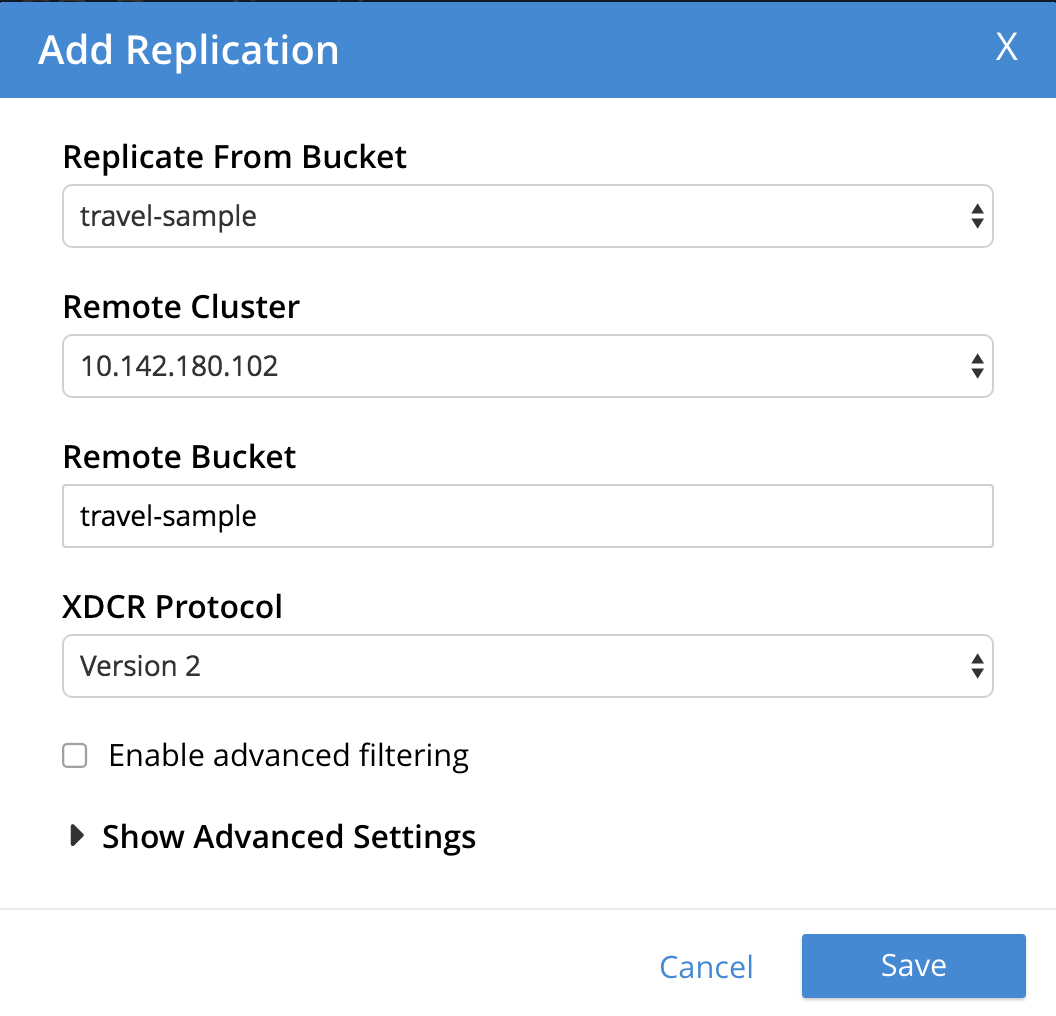 Add Replication X
Replicate From Bucket
travel-sample
Remote Cluster
10.142.180.102
Remote Bucket
travel-sample
XDCR Protocol
Version 2
Enable advanced filtering
Show Advanced Settings
Cancel Save